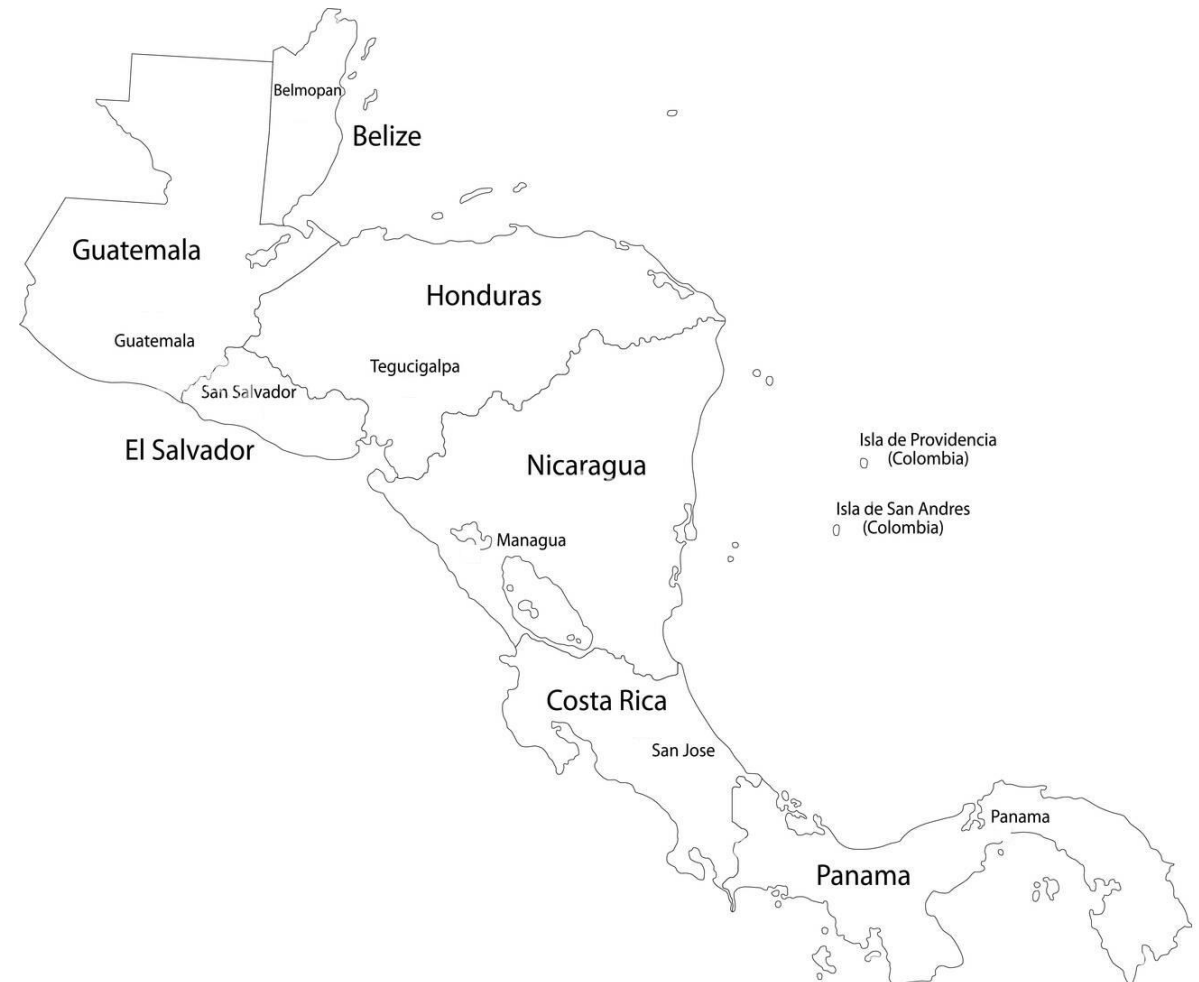 Belmopan
Belize
Guatemala
Honduras
Guatemala
Tegucigalpa
San Salvador
El Salvador
Nicaragua
Isla de Providencia
(Colombia)
Isla de San Andres
(Colombia)
Managua
Costa Rica
San Jose
Panama
Panama